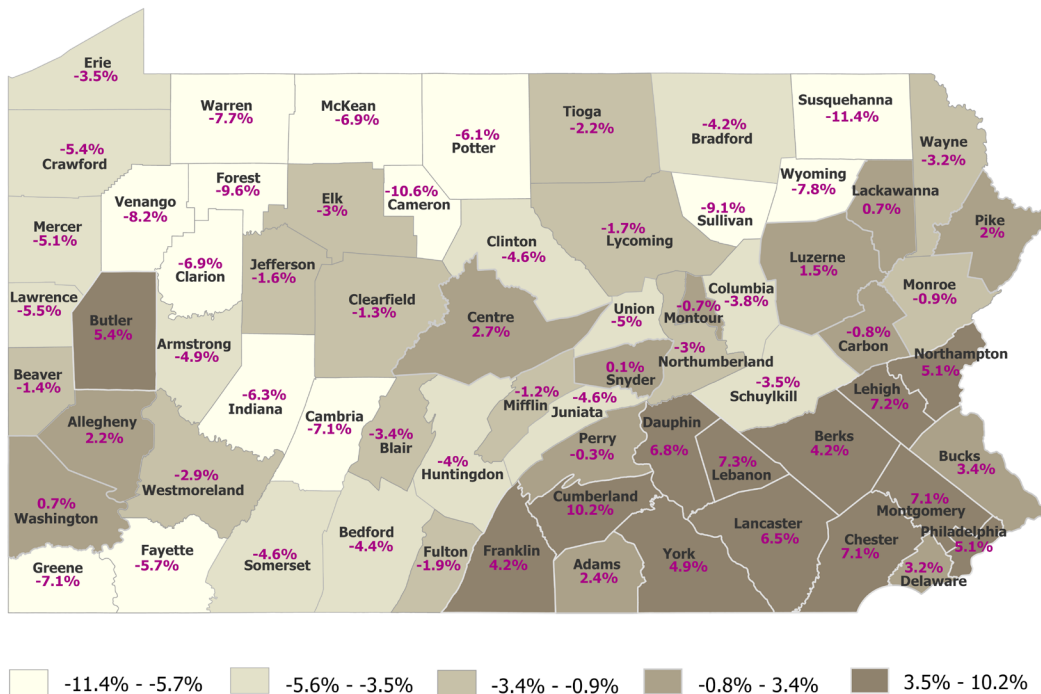 Erie
-3.5%
Warren
-7.7%
McKean
-6.9%
-6.1%
Potter
Tioga
-2.2%
-4.2%
Bradford
Susquehanna
-11.4%
Wayne
-3.2%
-5.4%
Crawford
Forest
-9.6%
Venango
-8.2%
Elk
-3%
-10.6%
Cameron
-9.1%
Sullivan
Wyoming
-7.8%
Lackawanna
0.7%
Pike
2%
Mercer
-5.1%
-6.9%
Clarion
Jefferson
-1.6%
Clinton
-4.6%
-1.7%
Lycoming
Luzerne
1.5%
Monroe
-0.9%
Lawrence
-5.5%
Butler
5.4%
Armstrong
-4.9%
Clearfield
-1.3%
Centre
2.7%
Union
-5%
-0.7%
Montour
Columbia
-3.8%
-0.8%
Carbon
Northampton
5.1%
Beaver
-1.4%
-6.3%
Indiana
Cambria
-7.1%
-3.4%
Blair
-4%
Huntingdon
-1.2%
Mifflin
-4.6%
Juniata
0.1%
Snyder
-3%
Northumberland
-3.5%
Schuylkill
Lehigh
7.2%
Allegheny
2.2%
-2.9%
Westmoreland
Perry
-0.3%
Dauphin
6.8%
7.3%
Lebanon
Berks
4.2%
Bucks
3.4%
0.7%
Washington
Cumberland
10.2%
Lancaster
6.5%
7.1%
Montgomery
Philadelphia
5.1%
Greene
-7.1%
Fayette
-5.7%
-4.6%
Somerset
Bedford
-4.4%
Fulton
-1.9%
Franklin
4.2%
Adams
2.4%
York
4.9%
Chester
7.1%
3.2%
Delaware
-11.4% - -5.7%
-5.6% - -3.5%
-3.4% - -0.9%
-0.8% - 3.4%
3.5% - 10.2%